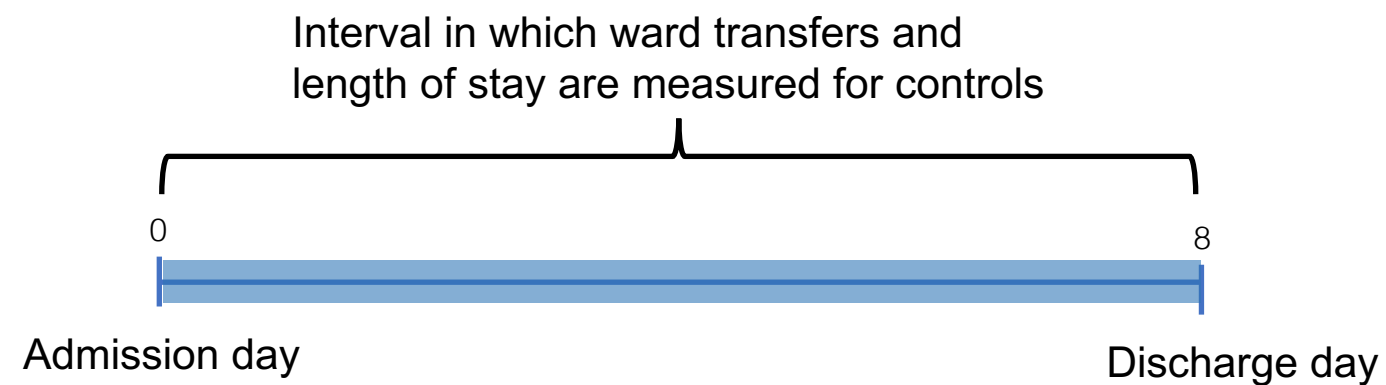 Interval in which ward transfers and
length of stay are measured for controls
0
8
Admission day
Discharge day